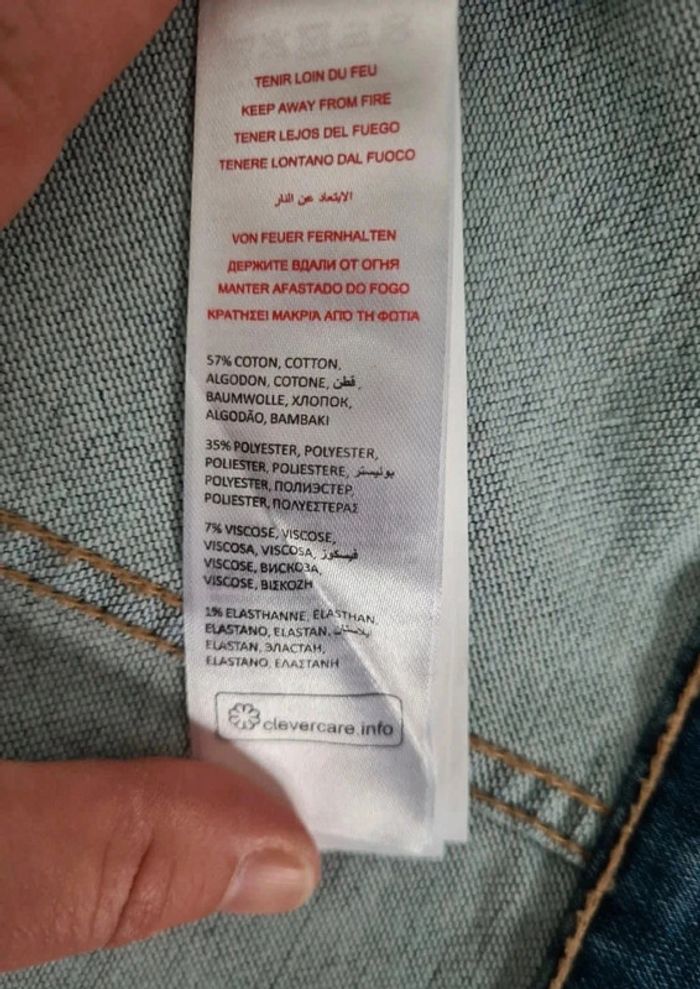 TENIR LOIN DU FEU
KEEP AWAY FROM FIRE
TENER LEJOS DEL FUEGO
TENERE LONTANO DAL FUOCO
الابتعاد عن النار
VON FEUER FERNHALTEN
ДЕРЖИТЕ ВДАЛИ ОТ ОГНЯ
MANTER AFASTADO DO FOGO
ΚΡΑΤΗΣΕΙ ΜΑΚΡΙΑ ΑΠΟ ΤΗ ΦΩΤΙΑ
57% COTON, COTTON,
ALGODON, COTONE, قطن,
BAUMWOLLE, ХЛОПОК,
ALGODÃO, ΒΑΜΒΑΚΙ
35% POLYESTER, POLYESTER,
POLIESTER, POLIESTERE, بوليستر,
POLYESTER, ПОЛИЭСТЕР,
POLIESTER, ΠΟΛΥΕΣΤΕΡΑΣ
7% VISCOSE, VISCOSE,
VISCOSA, VISCOSA, فيسكوز,
VISCOSE, ВИСКОЗА,
VISCOSE, ΒΙΣΚΟΖΗ
1% ELASTHANNE, ELASTHAN,
ELASTANO, ELASTAN,
ELASTAN, ЭЛАСТАН,
ELASTANO, ΕΛΑΣΤΑΝΗ
clevercare.info